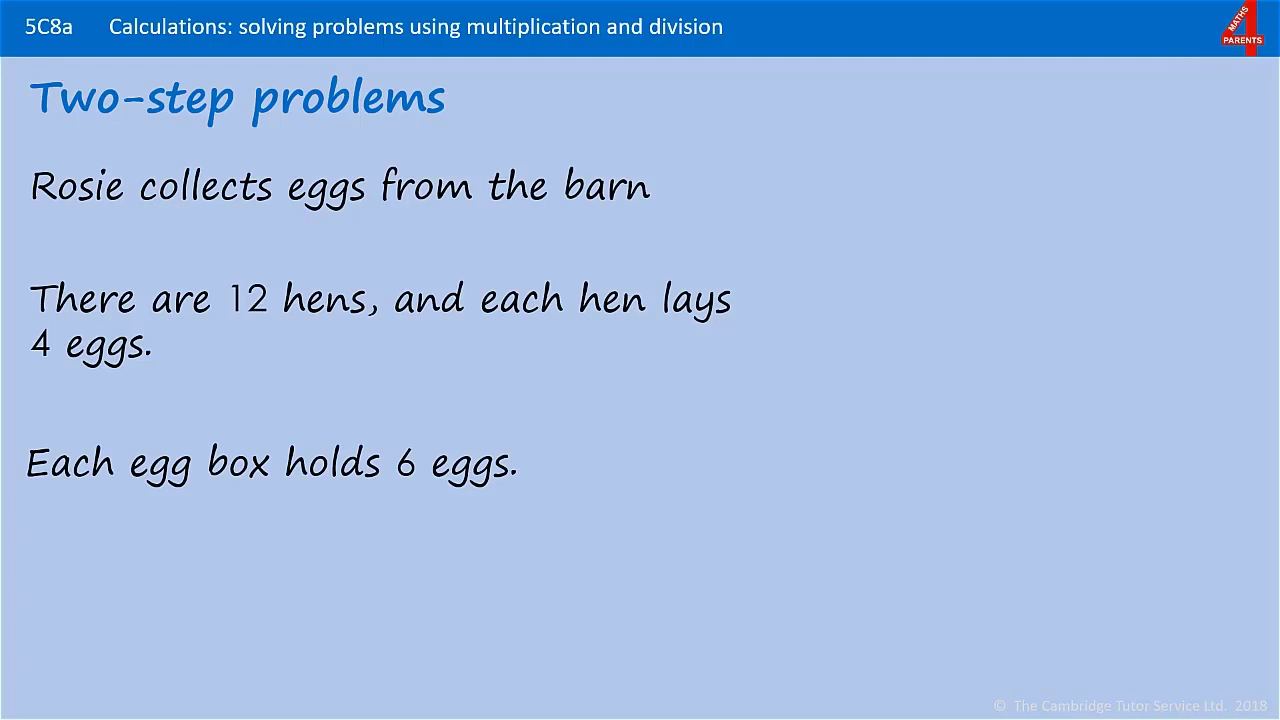 5C8a Calculations: solving problems using multiplication and division
MATHS
4
PARENTS
Two-step problems
Rosie collects eggs from the barn
There are 12 hens, and each hen lays
4 eggs.
Each egg box holds 6 eggs.
© The Cambridge Tutor Service Ltd. 2018